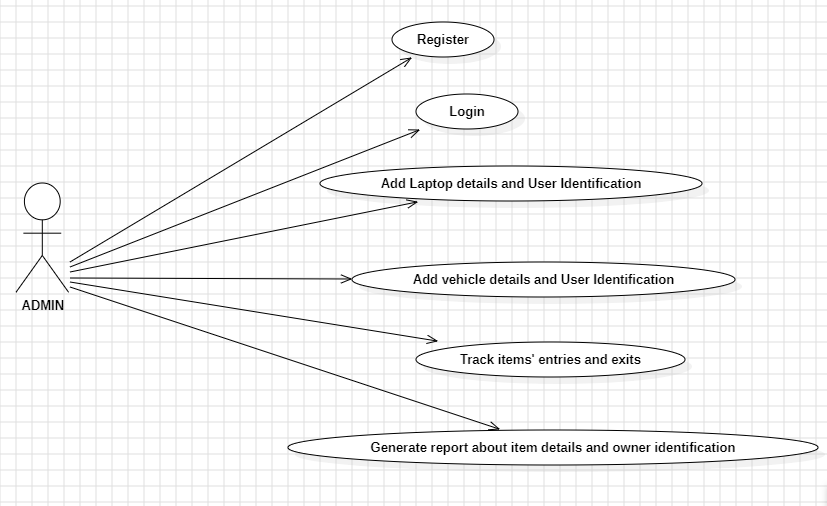 Register
Login
Add Laptop details and User Identification
Add vehicle details and User Identification
ADMIN
Track items' entries and exits
Generate report about item details and owner identification